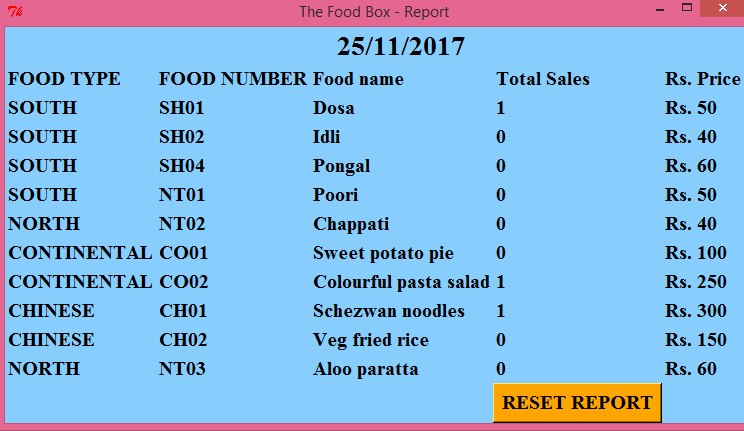 The Food Box - Report
25/11/2017
FOOD TYPE FOOD NUMBER Food name Total Sales Rs. Price
SOUTH SH01 Dosa 1 Rs. 50
SOUTH SH02 Idli 0 Rs. 40
SOUTH SH04 Pongal 0 Rs. 60
SOUTH NT01 Poori 0 Rs. 50
NORTH NT02 Chappati 0 Rs. 40
CONTINENTAL CO01 Sweet potato pie 0 Rs. 100
CONTINENTAL CO02 Colourful pasta salad 1 Rs. 250
CHINESE CH01 Schezwan noodles 1 Rs. 300
CHINESE CH02 Veg fried rice 0 Rs. 150
NORTH NT03 Aloo paratta 0 Rs. 60
RESET REPORT